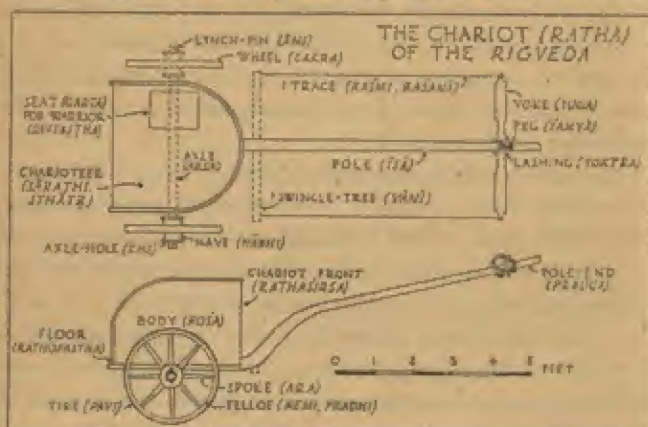 THE CHARIOT (RATHA)
OF THE RIGVEDA
LYNCH-PIN (ĀNI)
WHEEL (CAKRA)
SEAT (GARTA)
FOR WARRIOR
? TRACE (RAŚMI, RAŚANĀ)
YOKE (YUGA)
PEG (ŚAMYĀ)
LASHING (YOKTRA)
CHARIOTEER
(SĀRATHI,
STHĀTṚ)
AXLE
(AKṢA)
POLE (ĪṢĀ)
? SWINGLE-TREE (VĀṆĪ)
AXLE-HOLE (KHA)
NAVE (NĀBHI)
CHARIOT FRONT
(RATHAŚIRṢA)
POLE-END
(PRAUGA)
BODY (KOŚA)
FLOOR
(RATHOPASTHA)
0 1 2 3 4 5
FEET
SPOKE (ARA)
TIRE (PAVI)
FELLOE (NEMI, PRADHI)